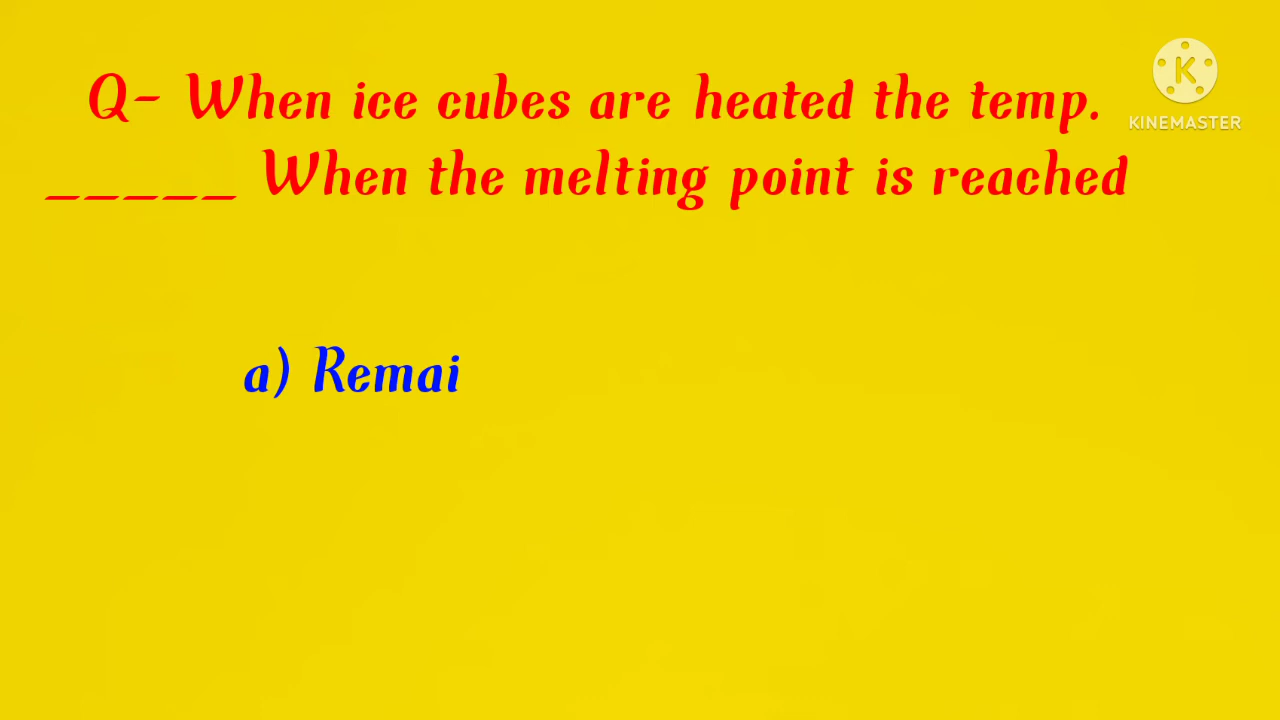 Q- When ice cubes are heated the temp.
_____ When the melting point is reached
a) Remai
KINEMASTER